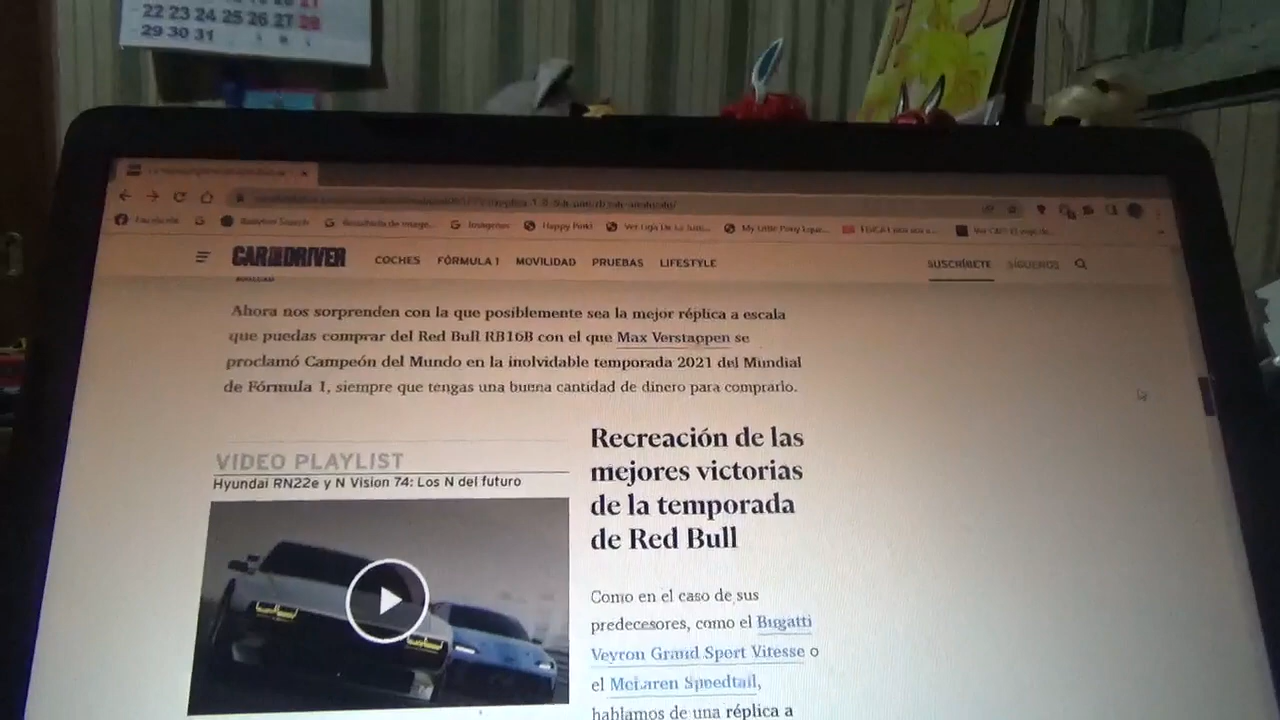 22 23 24 25 26 27 28
29 30 31
Happy Punk
CAR AND DRIVER
COCHES FÓRMULA 1 MOVILIDAD PRUEBAS LIFESTYLE
SUSCRÍBETE SÍGUENOS
Ahora nos sorprenden con la que posiblemente sea la mejor réplica a escala
que puedas comprar del Red Bull RB16B con el que Max Verstappen se
proclamó Campeón del Mundo en la inolvidable temporada 2021 del Mundial
de Fórmula 1, siempre que tengas una buena cantidad de dinero para comprarlo.
VIDEO PLAYLIST
Hyundai RN22e y N Vision 74: Los N del futuro
Recreación de las
mejores victorias
de la temporada
de Red Bull
Como en el caso de sus
predecesores, como el Bugatti
Veyron Grand Sport Vitesse o
el McLaren Speedtail,
hablamos de una réplica a